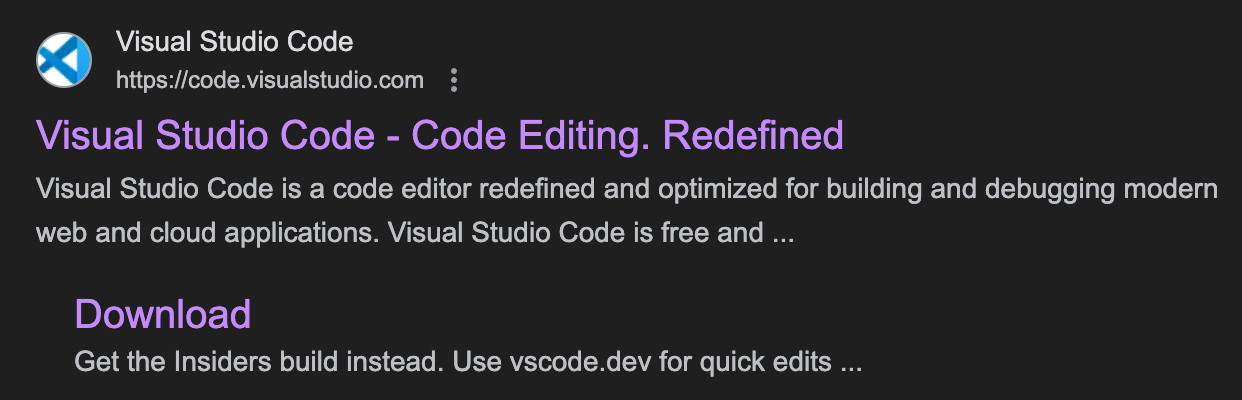 Visual Studio Code
https://code.visualstudio.com
Visual Studio Code - Code Editing. Redefined
Visual Studio Code is a code editor redefined and optimized for building and debugging modern
web and cloud applications. Visual Studio Code is free and ...
Download
Get the Insiders build instead. Use vscode.dev for quick edits ...